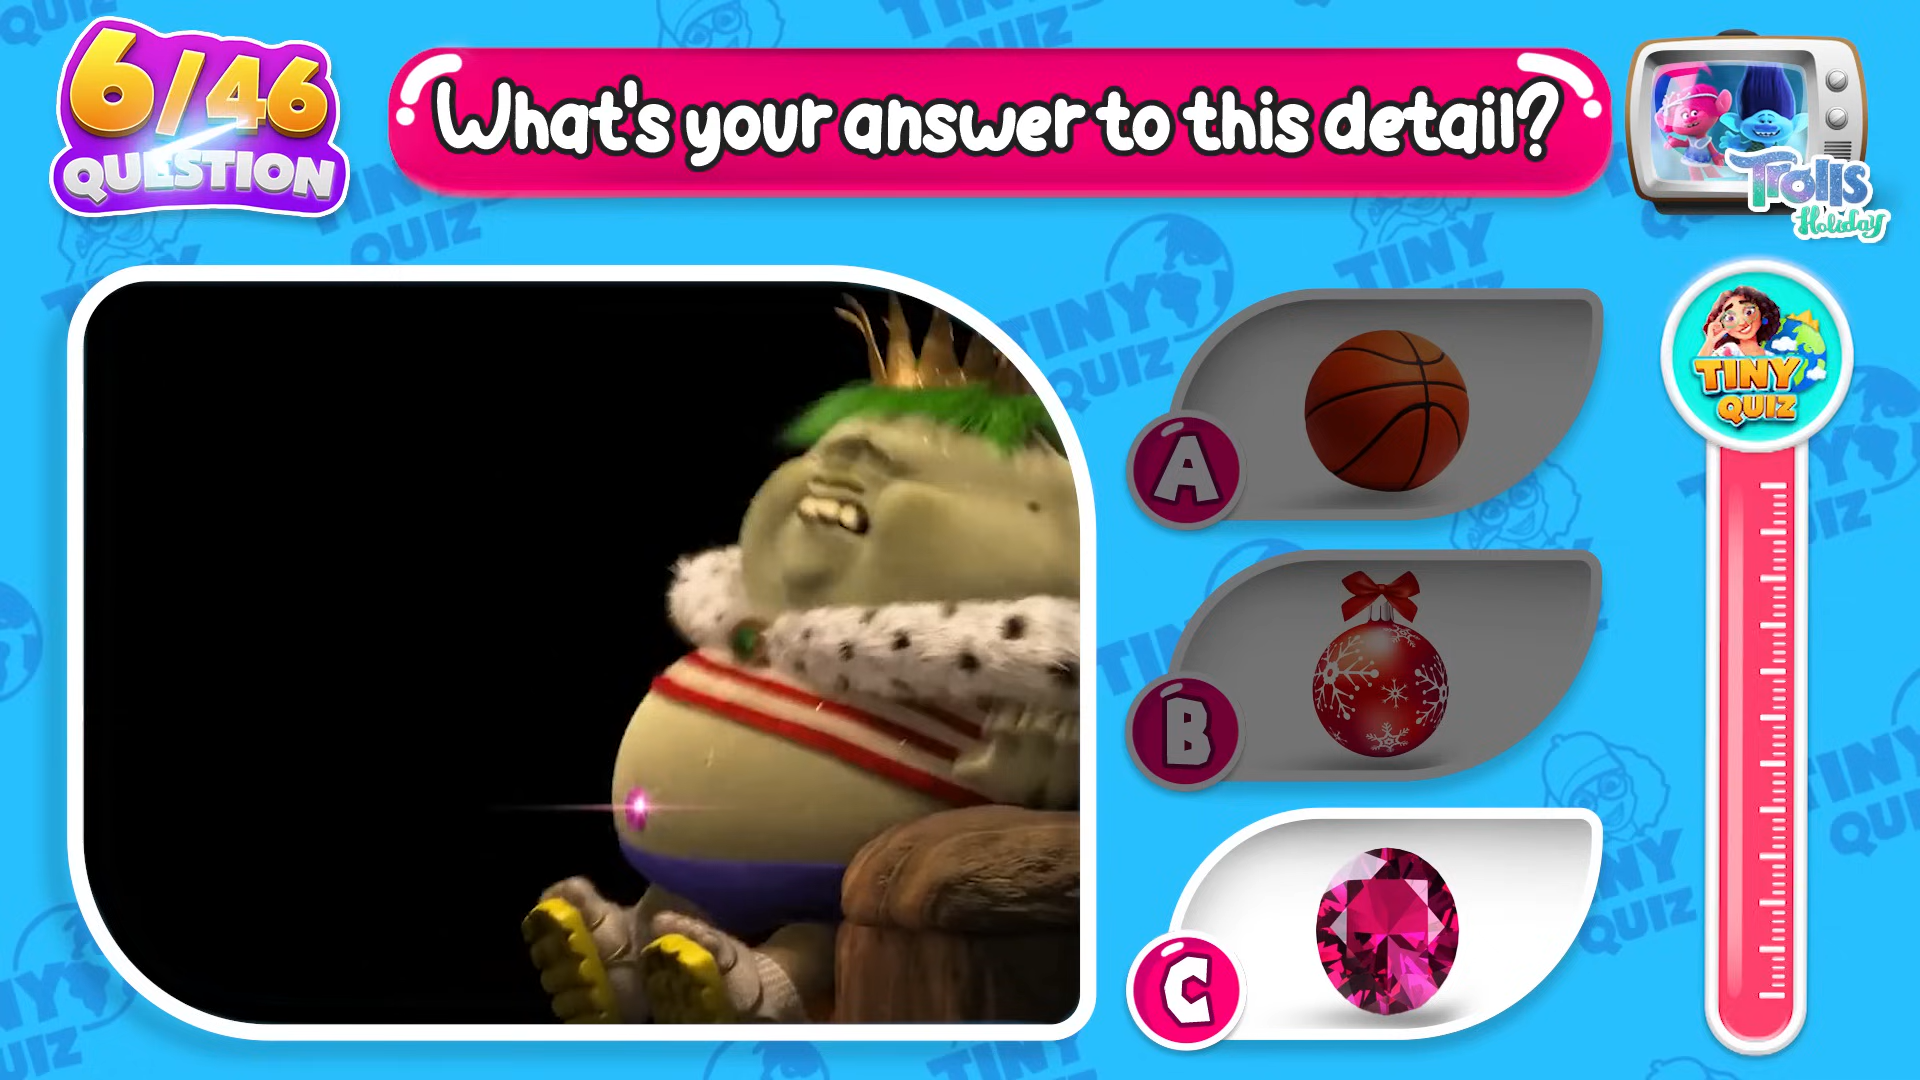 6/46
QUESTION
What's your answer to this detail?
Trolls
Holiday
A
B
C
TINY
QUIZ